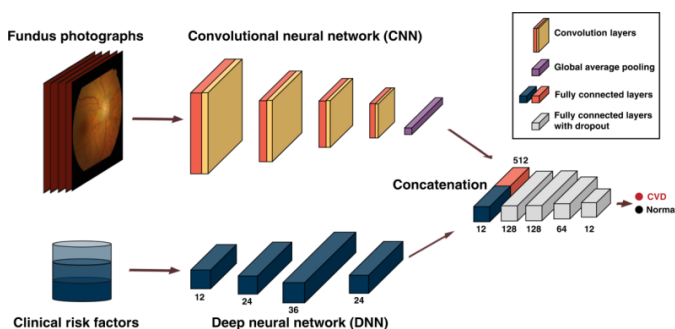 Fundus photographs
Convolutional neural network (CNN)
Convolution layers
Global average pooling
Fully connected layers
Fully connected layers
with dropout
Concatenation
512
12
128
128
64
12
CVD
Norma
12
24
36
24
Clinical risk factors
Deep neural network (DNN)